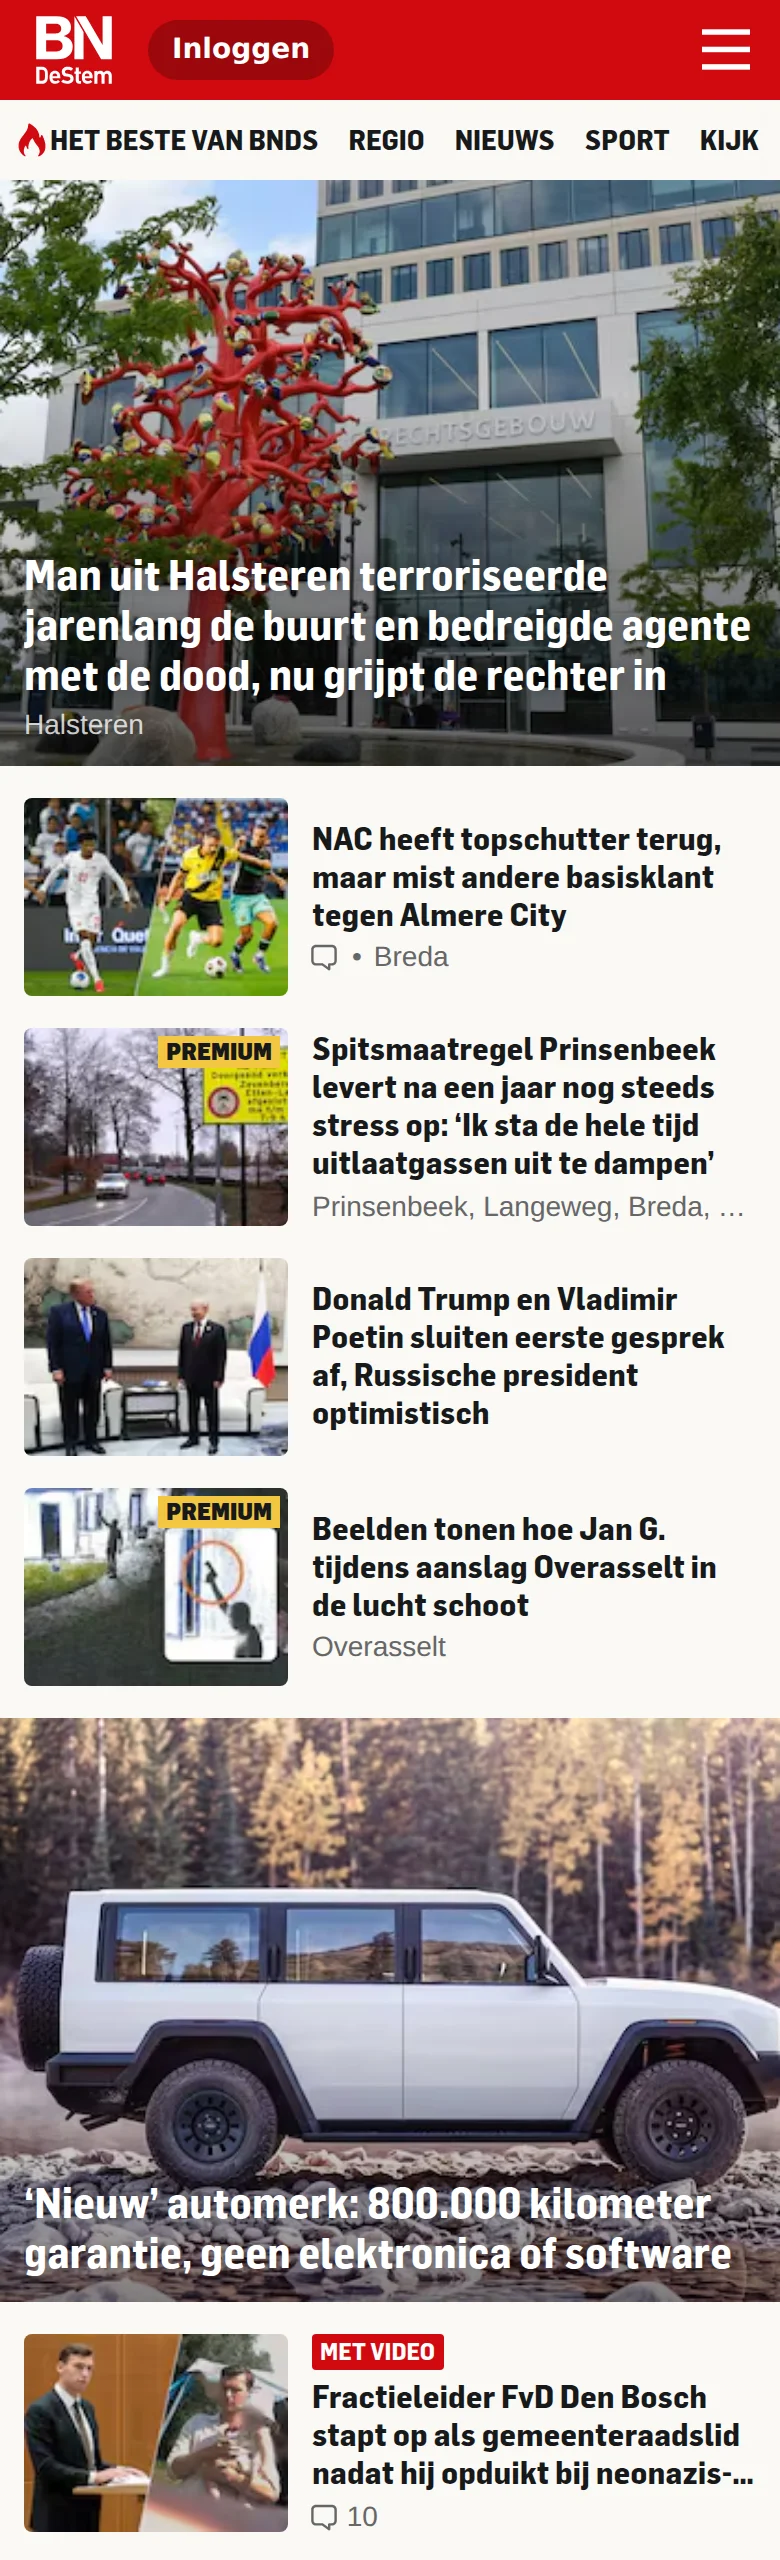 BN
DeStem
Inloggen
HET BESTE VAN BNDS REGIO NIEUWS SPORT KIJK
RECHTSGEBOUW
Man uit Halsteren terroriseerde
jarenlang de buurt en bedreigde agente
met de dood, nu grijpt de rechter in
Halsteren
NAC heeft topschutter terug,
maar mist andere basisklant
tegen Almere City
• Breda
PREMIUM
Spitsmaatregel Prinsenbeek
levert na een jaar nog steeds
stress op: ‘Ik sta de hele tijd
uitlaatgassen uit te dampen’
Prinsenbeek, Langeweg, Breda, …
Donald Trump en Vladimir
Poetin sluiten eerste gesprek
af, Russische president
optimistisch
PREMIUM
Beelden tonen hoe Jan G.
tijdens aanslag Overasselt in
de lucht schoot
Overasselt
‘Nieuw’ automerk: 800.000 kilometer
garantie, geen elektronica of software
MET VIDEO
Fractieleider FvD Den Bosch
stapt op als gemeenteraadslid
nadat hij opduikt bij neonazis-...
10